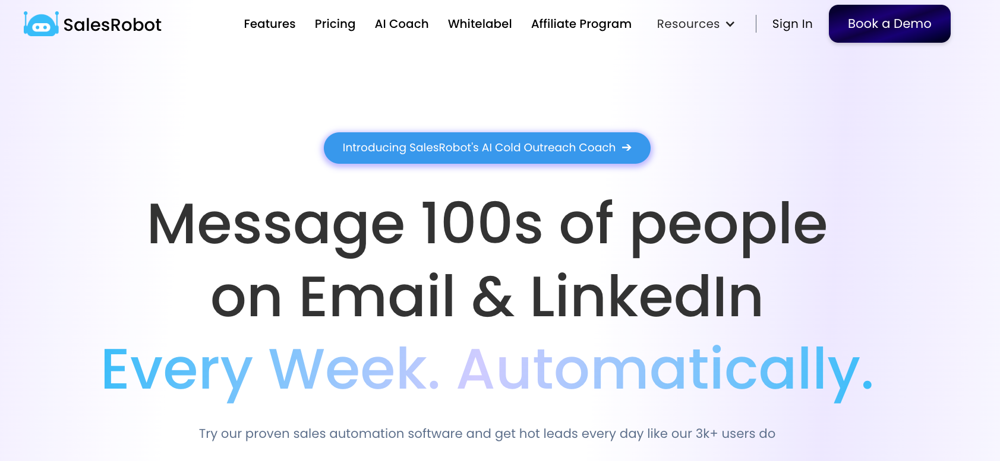 SalesRobot
Features Pricing AI Coach Whitelabel Affiliate Program Resources Sign In Book a Demo
Introducing SalesRobot's AI Cold Outreach Coach ➔
Message 100s of people
on Email & LinkedIn
Every Week. Automatically.
Try our proven sales automation software and get hot leads every day like our 3k+ users do